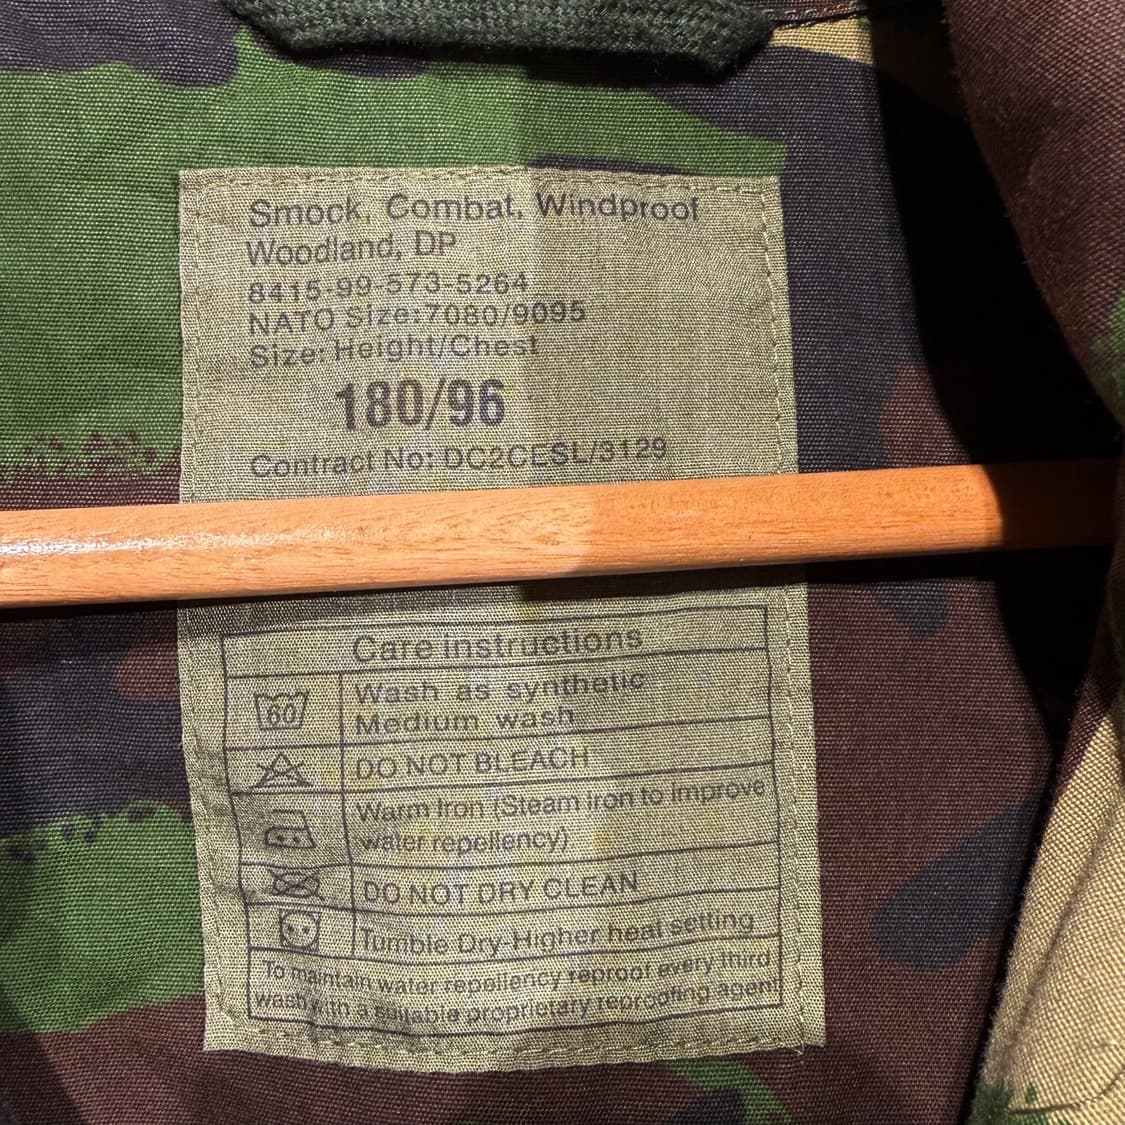 Smock, Combat, Windproof
Woodland, DP
8415-99-573-5264
NATO Size:7080/9095
Size: Height/Chest
180/96
Contract No: DC2CESL/3129
Care instructions
60
Wash as synthetic
Medium wash
DO NOT BLEACH
Warm Iron (Steam iron to improve
water repellency)
DO NOT DRY CLEAN
Tumble Dry-Higher heat setting
To maintain water repellency reproof every third
wash with a suitable proprietary reproofing agent